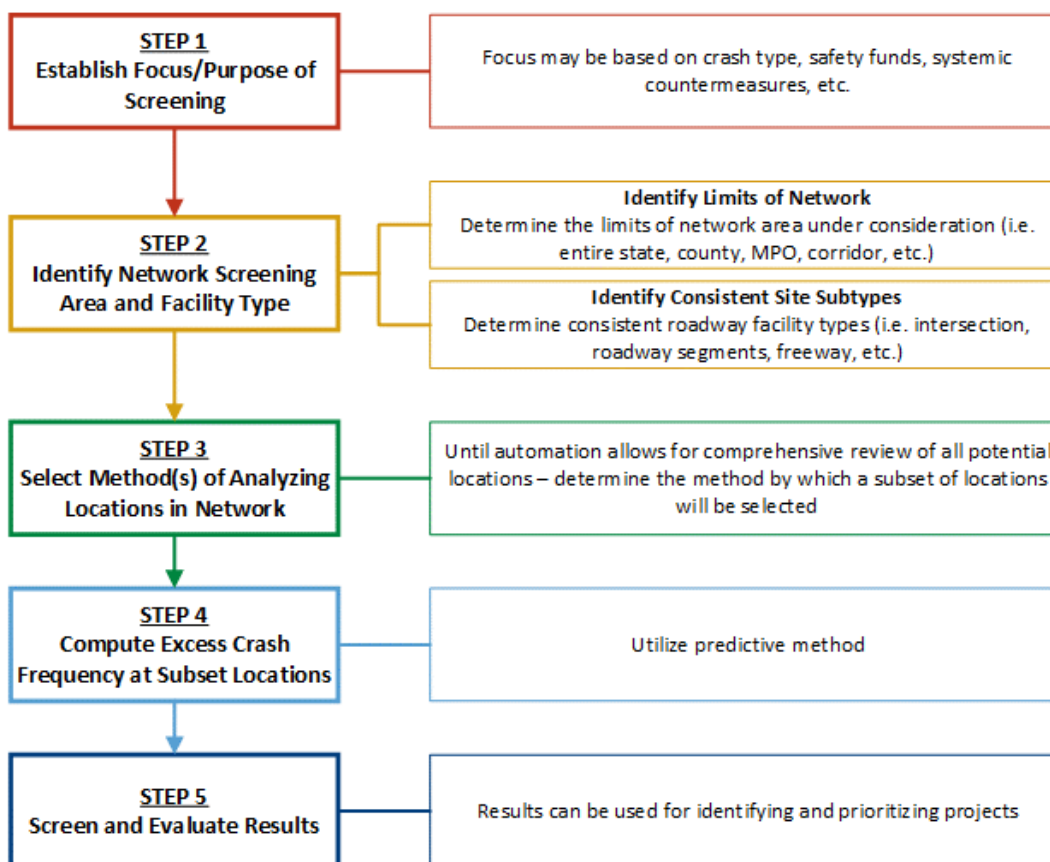 STEP 1
Establish Focus/Purpose of
Screening
Focus may be based on crash type, safety funds, systemic
countermeasures, etc.
STEP 2
Identify Network Screening
Area and Facility Type
Identify Limits of Network
Determine the limits of network area under consideration (i.e.
entire state, county, MPO, corridor, etc.)
Identify Consistent Site Subtypes
Determine consistent roadway facility types (i.e. intersection,
roadway segments, freeway, etc.)
STEP 3
Select Method(s) of Analyzing
Locations in Network
Until automation allows for comprehensive review of all potential
locations – determine the method by which a subset of locations
will be selected
STEP 4
Compute Excess Crash
Frequency at Subset Locations
Utilize predictive method
STEP 5
Screen and Evaluate Results
Results can be used for identifying and prioritizing projects